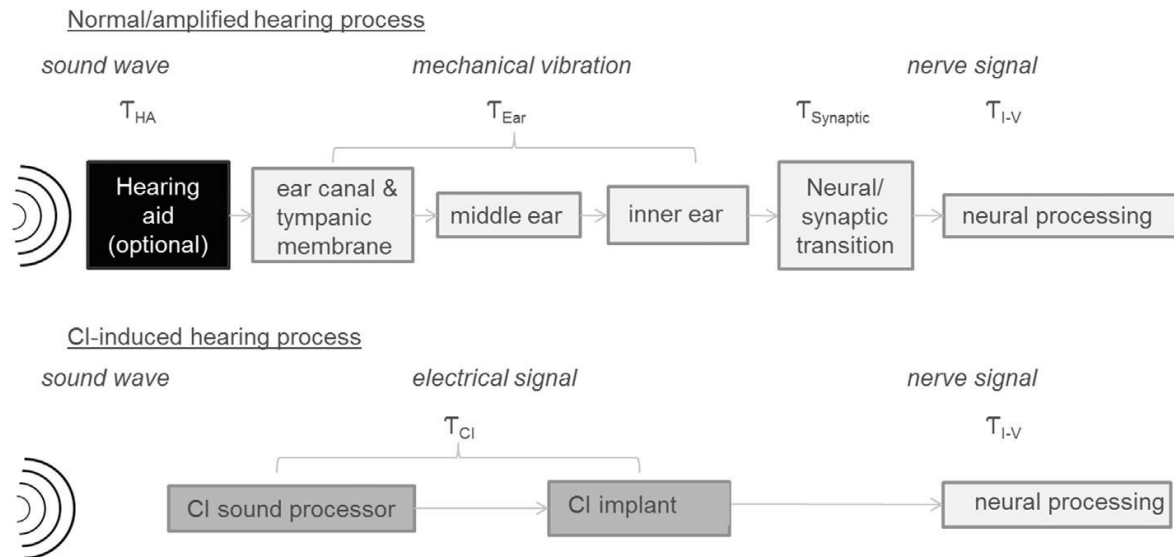 Normal/amplified hearing process
sound wave
mechanical vibration
nerve signal
τHA
τEar
τSynaptic
τI-V
Hearing
aid
(optional)
ear canal &
tympanic
membrane
middle ear
inner ear
Neural/
synaptic
transition
neural processing
CI-induced hearing process
sound wave
electrical signal
nerve signal
τCI
τI-V
CI sound processor
CI implant
neural processing